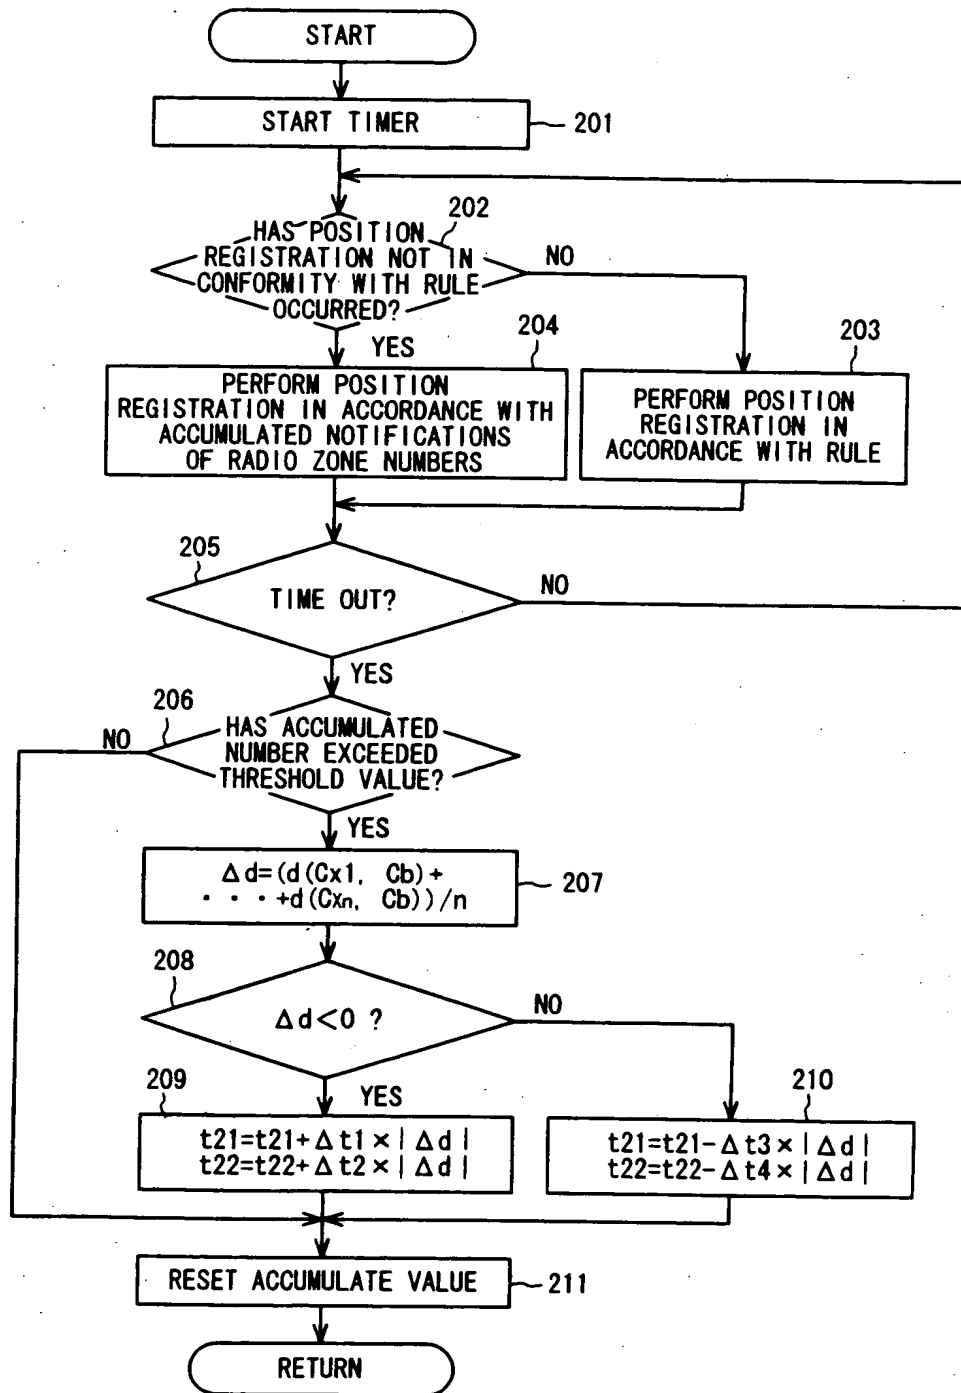 START
START TIMER
201
202
HAS POSITION
REGISTRATION NOT IN
CONFORMITY WITH RULE
OCCURRED?
NO
YES
204
203
PERFORM POSITION
REGISTRATION IN ACCORDANCE WITH
ACCUMULATED NOTIFICATIONS
OF RADIO ZONE NUMBERS
PERFORM POSITION
REGISTRATION IN
ACCORDANCE WITH RULE
205
TIME OUT?
NO
YES
206
NO
HAS ACCUMULATED
NUMBER EXCEEDED
THRESHOLD VALUE?
YES
Δd=(d(Cx1, Cb)+
···+d(Cxn, Cb))/n
207
208
Δd<0 ?
NO
YES
209
t21=t21+Δt1×|Δd|
t22=t22+Δt2×|Δd|
210
t21=t21-Δt3×|Δd|
t22=t22-Δt4×|Δd|
RESET ACCUMULATE VALUE
211
RETURN